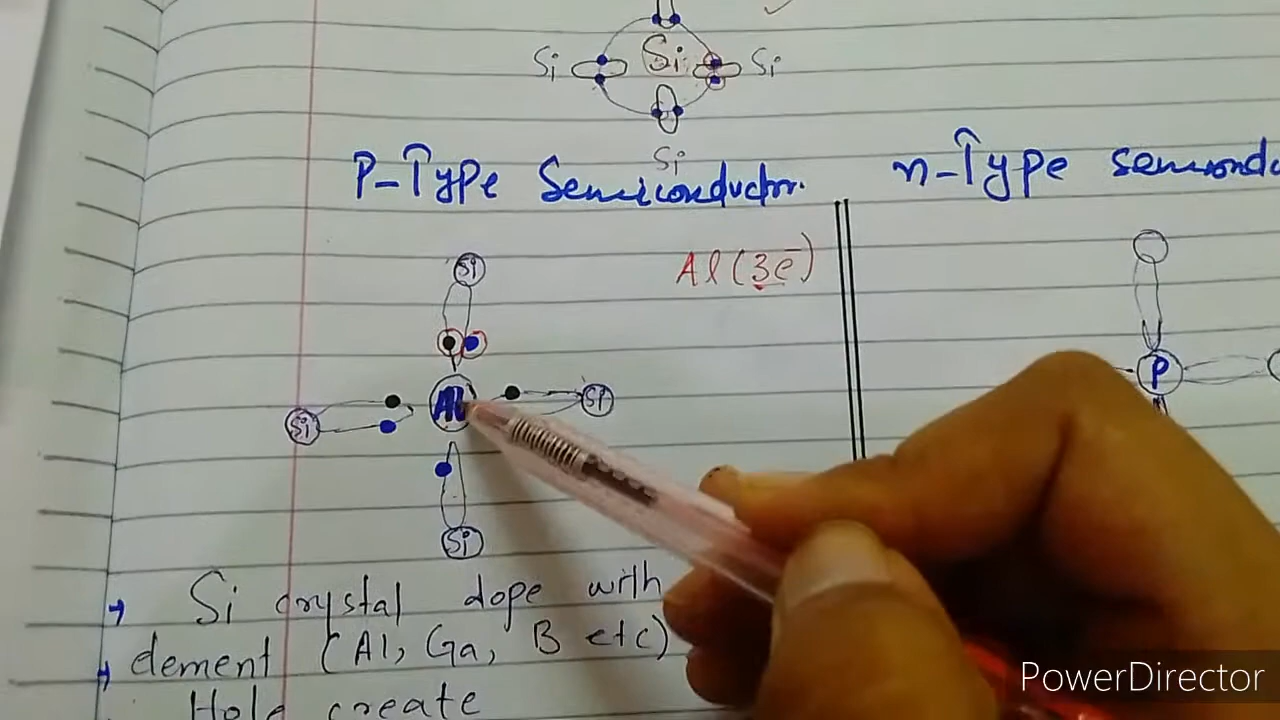 Si Si Si
Si
P-Type Semiconductor. n-Type
Al (3e̅)
Si
P
Al
Si Si
Si
→ Si crystal dope with
→ element (Al, Ga, B etc)
Hole create
PowerDirector